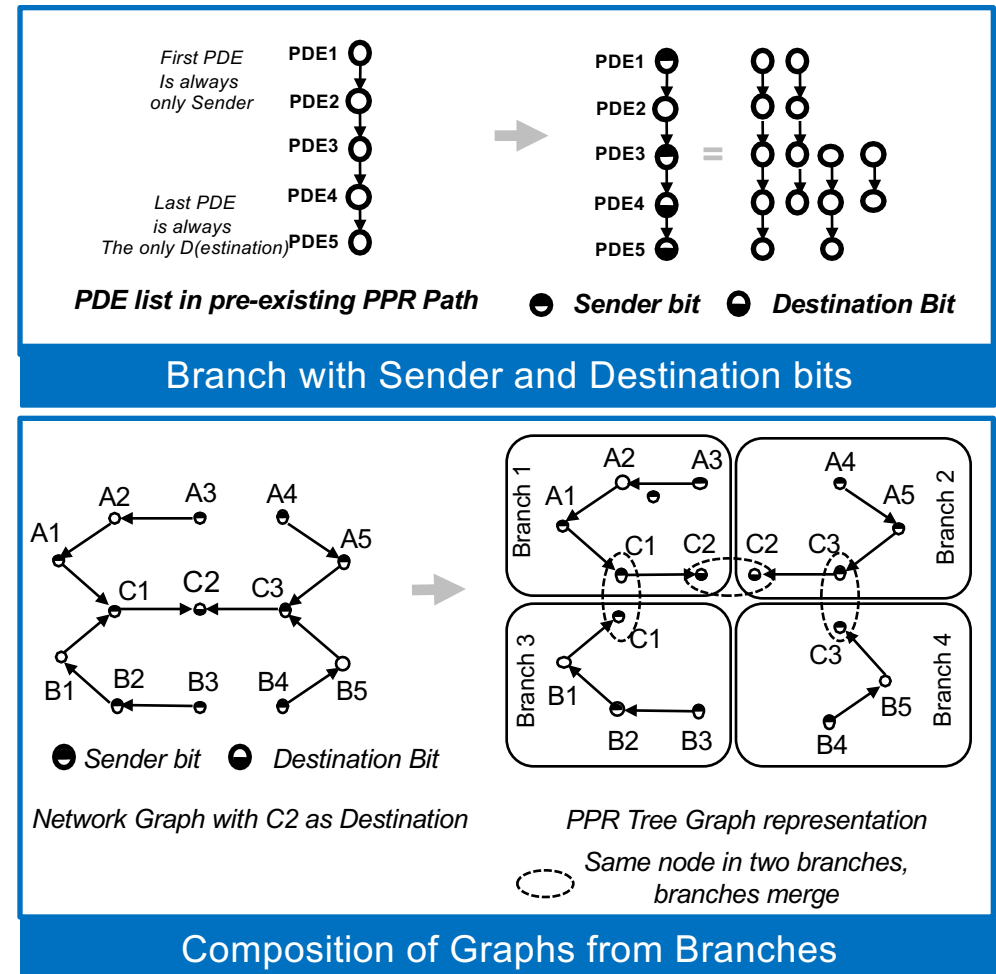 First PDE
Is always
only Sender
PDE1
PDE2
PDE3
PDE4
PDE5
Last PDE
is always
The only D(estination)
PDE1
PDE2
PDE3
PDE4
PDE5
=
PDE list in pre-existing PPR Path
Sender bit
Destination Bit
Branch with Sender and Destination bits
A2
A3
A4
A1
A5
C1
C2
C3
B1
B2
B3
B4
B5
Sender bit
Destination Bit
Network Graph with C2 as Destination
Branch 1
A2
A3
A1
C1
C2
Branch 2
A4
A5
C2
C3
Branch 3
C1
B1
B2
B3
Branch 4
C3
B5
B4
PPR Tree Graph representation
Same node in two branches,
branches merge
Composition of Graphs from Branches